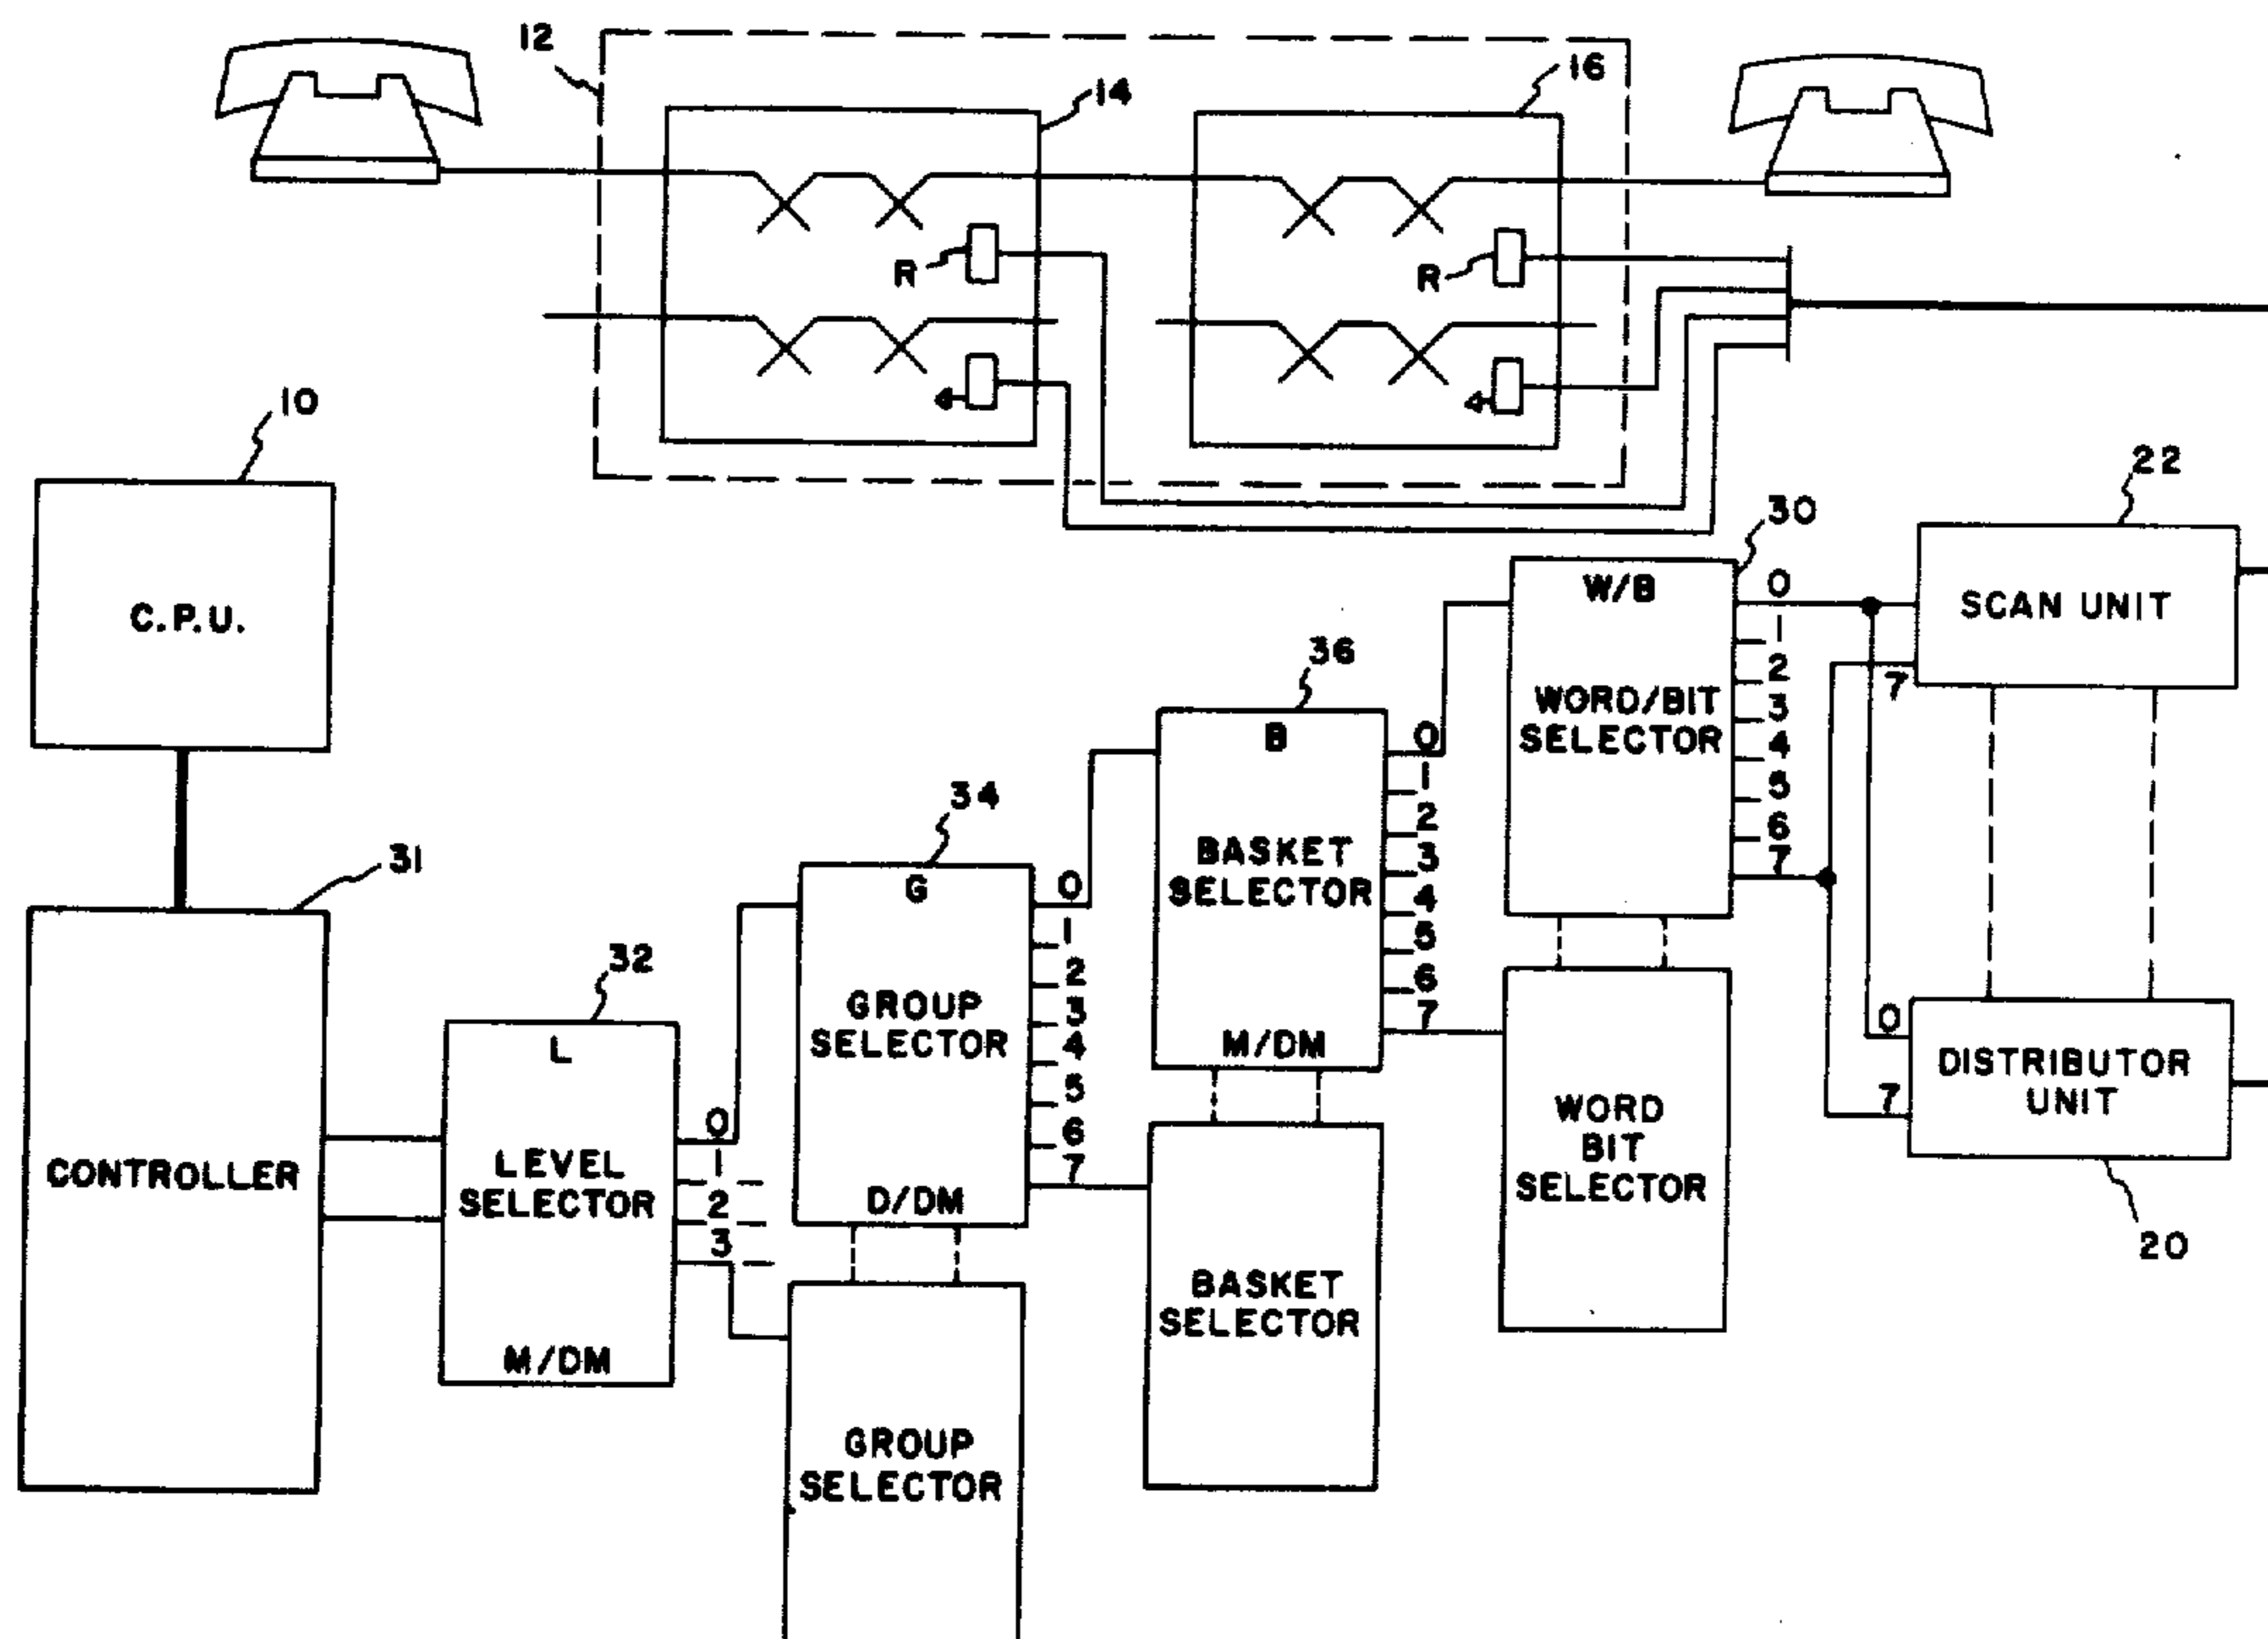 12
14
16
R
R
4
4
10
C.P.U.
22
SCAN UNIT
7
30
W/B
WORD/BIT
SELECTOR
0
1
2
3
4
5
6
7
36
B
BASKET
SELECTOR
M/DM
0
1
2
3
4
5
6
7
34
G
GROUP
SELECTOR
D/DM
0
1
2
3
4
5
6
7
31
CONTROLLER
32
L
LEVEL
SELECTOR
M/DM
0
1
2
3
0
7
DISTRIBUTOR
UNIT
20
WORD
BIT
SELECTOR
BASKET
SELECTOR
GROUP
SELECTOR